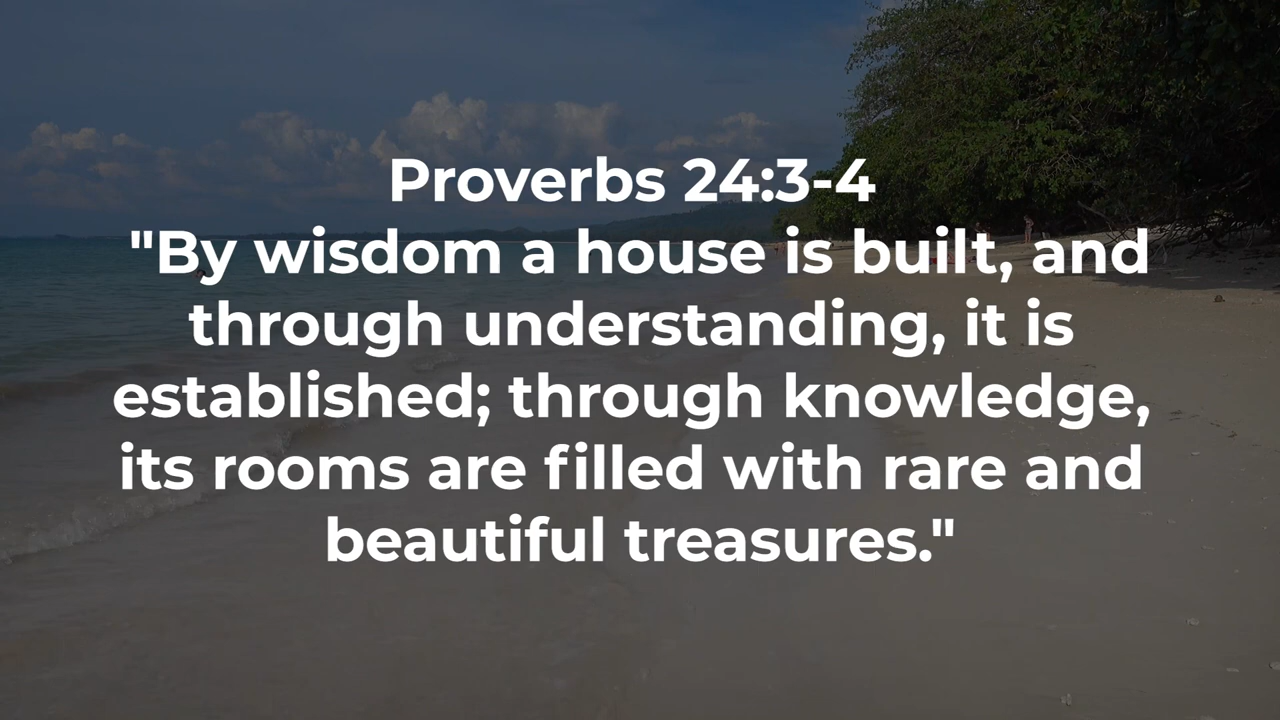 Proverbs 24:3-4
"By wisdom a house is built, and
through understanding, it is
established; through knowledge,
its rooms are filled with rare and
beautiful treasures."